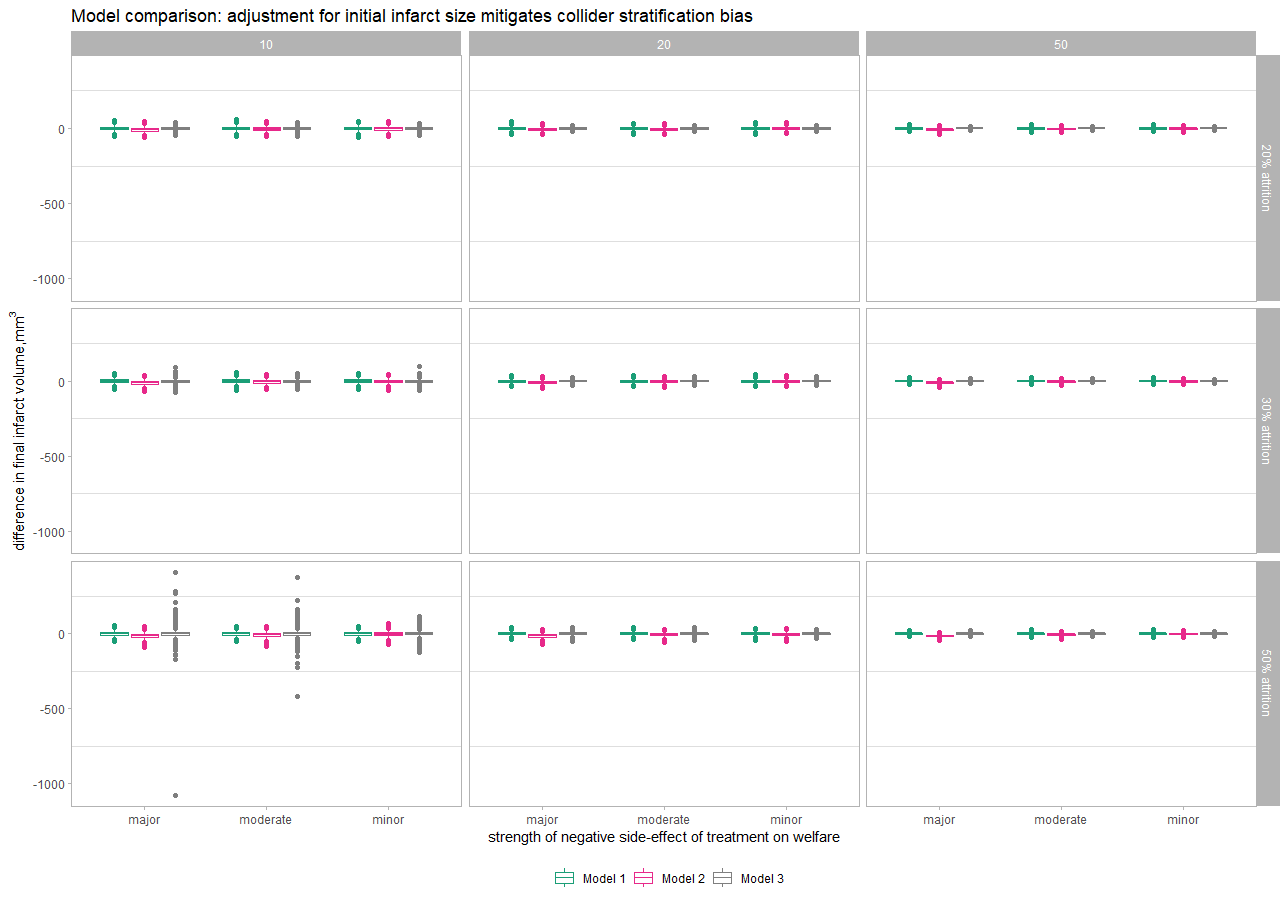 Model comparison: adjustment for initial infarct size mitigates collider stratification bias
10
20
50
0
-500
-1000
20% attrition
0
-500
-1000
30% attrition
0
-500
-1000
50% attrition
difference in final infarct volume,mm³
major
moderate
minor
major
moderate
minor
major
moderate
minor
strength of negative side-effect of treatment on welfare
Model 1
Model 2
Model 3